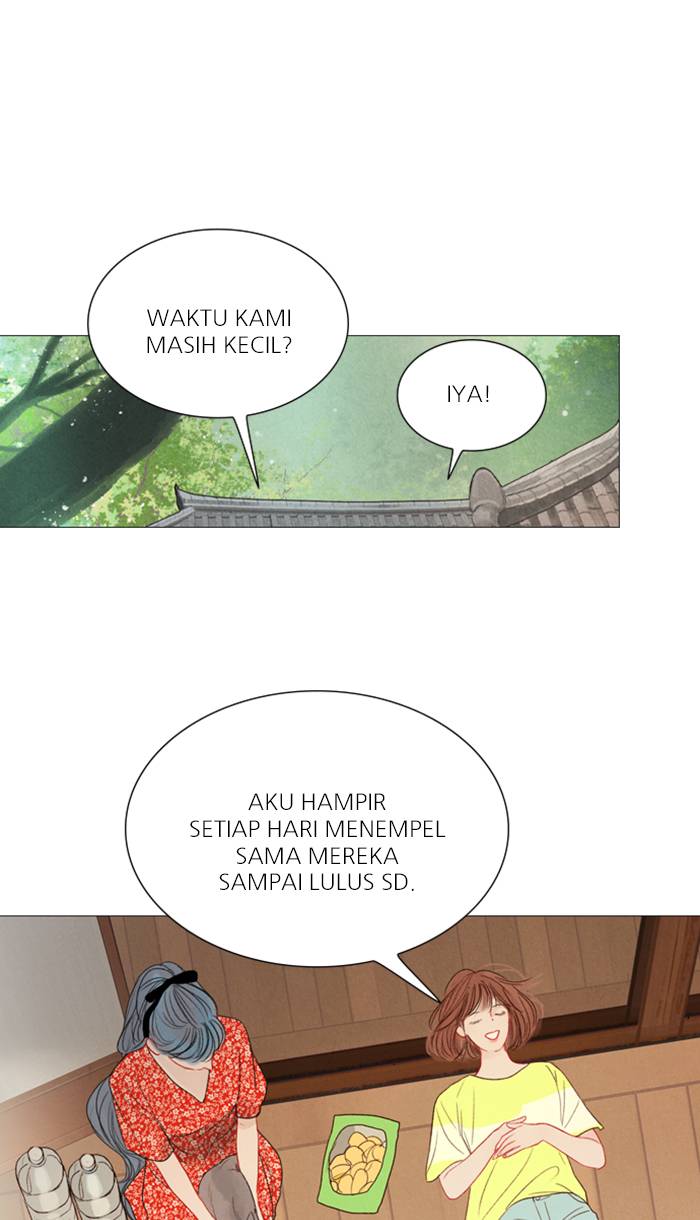 WAKTU KAMI
MASIH KECIL?
IYA!
AKU HAMPIR
SETIAP HARI MENEMPEL
SAMA MEREKA
SAMPAI LULUS SD.